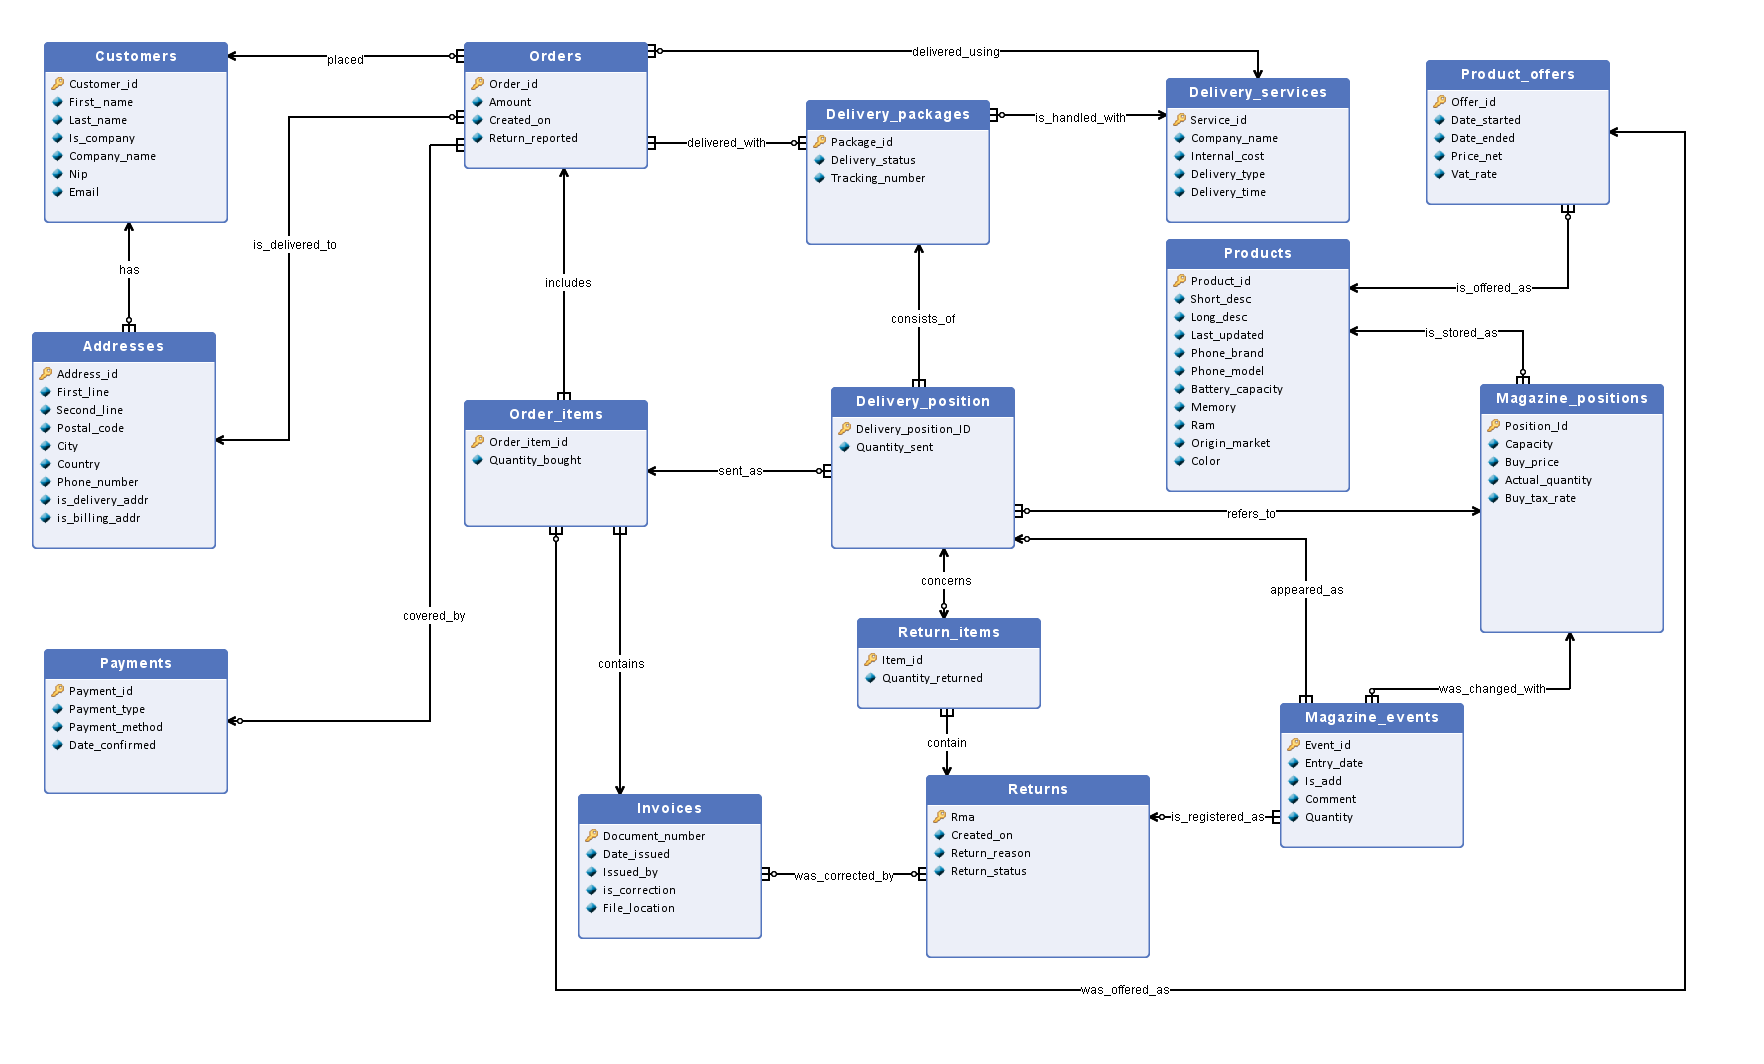 Customers
Customer_id
First_name
Last_name
Is_company
Company_name
Nip
Email
placed
Orders
Order_id
Amount
Created_on
Return_reported
delivered_using
delivered_with
Delivery_packages
Package_id
Delivery_status
Tracking_number
is_handled_with
Delivery_services
Service_id
Company_name
Internal_cost
Delivery_type
Delivery_time
Product_offers
Offer_id
Date_started
Date_ended
Price_net
Vat_rate
has
is_delivered_to
includes
consists_of
Products
Product_id
Short_desc
Long_desc
Last_updated
Phone_brand
Phone_model
Battery_capacity
Memory
Ram
Origin_market
Color
is_offered_as
is_stored_as
Addresses
Address_id
First_line
Second_line
Postal_code
City
Country
Phone_number
is_delivery_addr
is_billing_addr
Order_items
Order_item_id
Quantity_bought
sent_as
Delivery_position
Delivery_position_ID
Quantity_sent
Magazine_positions
Position_Id
Capacity
Buy_price
Actual_quantity
Buy_tax_rate
refers_to
concerns
appeared_as
covered_by
contains
Payments
Payment_id
Payment_type
Payment_method
Date_confirmed
Return_items
Item_id
Quantity_returned
contain
was_changed_with
Magazine_events
Event_id
Entry_date
Is_add
Comment
Quantity
Invoices
Document_number
Date_issued
Issued_by
is_correction
File_location
was_corrected_by
Returns
Rma
Created_on
Return_reason
Return_status
is_registered_as
was_offered_as